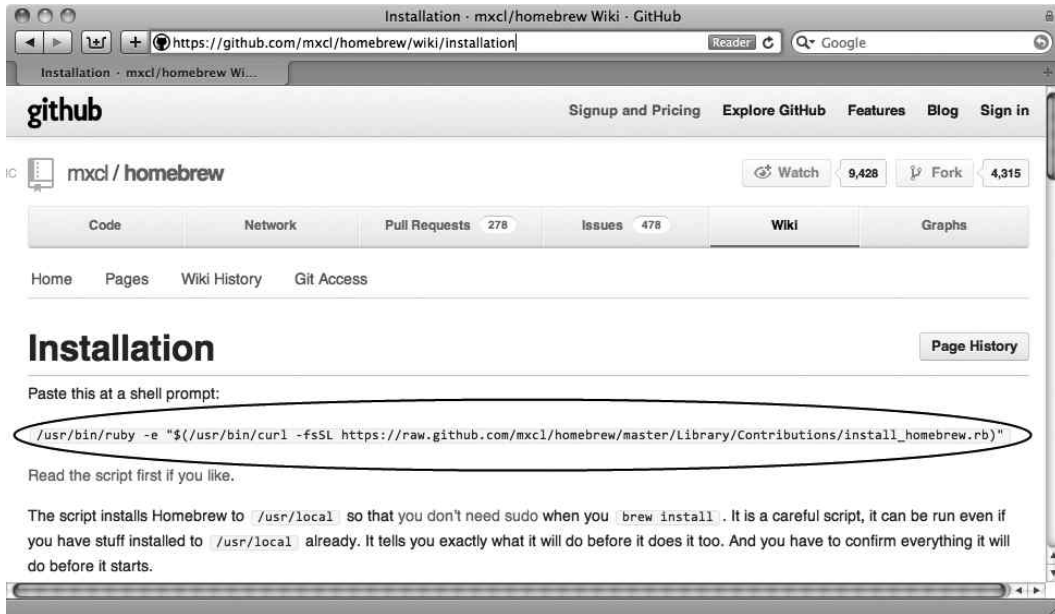 Installation · mxcl/homebrew Wiki · GitHub
https://github.com/mxcl/homebrew/wiki/installation Reader Google
Installation · mxcl/homebrew Wi...
github Signup and Pricing Explore GitHub Features Blog Sign in
mxcl / homebrew Watch 9,428 Fork 4,315
Code Network Pull Requests 278 Issues 478 Wiki Graphs
Home Pages Wiki History Git Access
Installation Page History
Paste this at a shell prompt:
/usr/bin/ruby -e "$(/usr/bin/curl -fsSL https://raw.github.com/mxcl/homebrew/master/Library/Contributions/install_homebrew.rb)"
Read the script first if you like.
The script installs Homebrew to /usr/local so that you don't need sudo when you brew install . It is a careful script, it can be run even if
you have stuff installed to /usr/local already. It tells you exactly what it will do before it does it too. And you have to confirm everything it will
do before it starts.